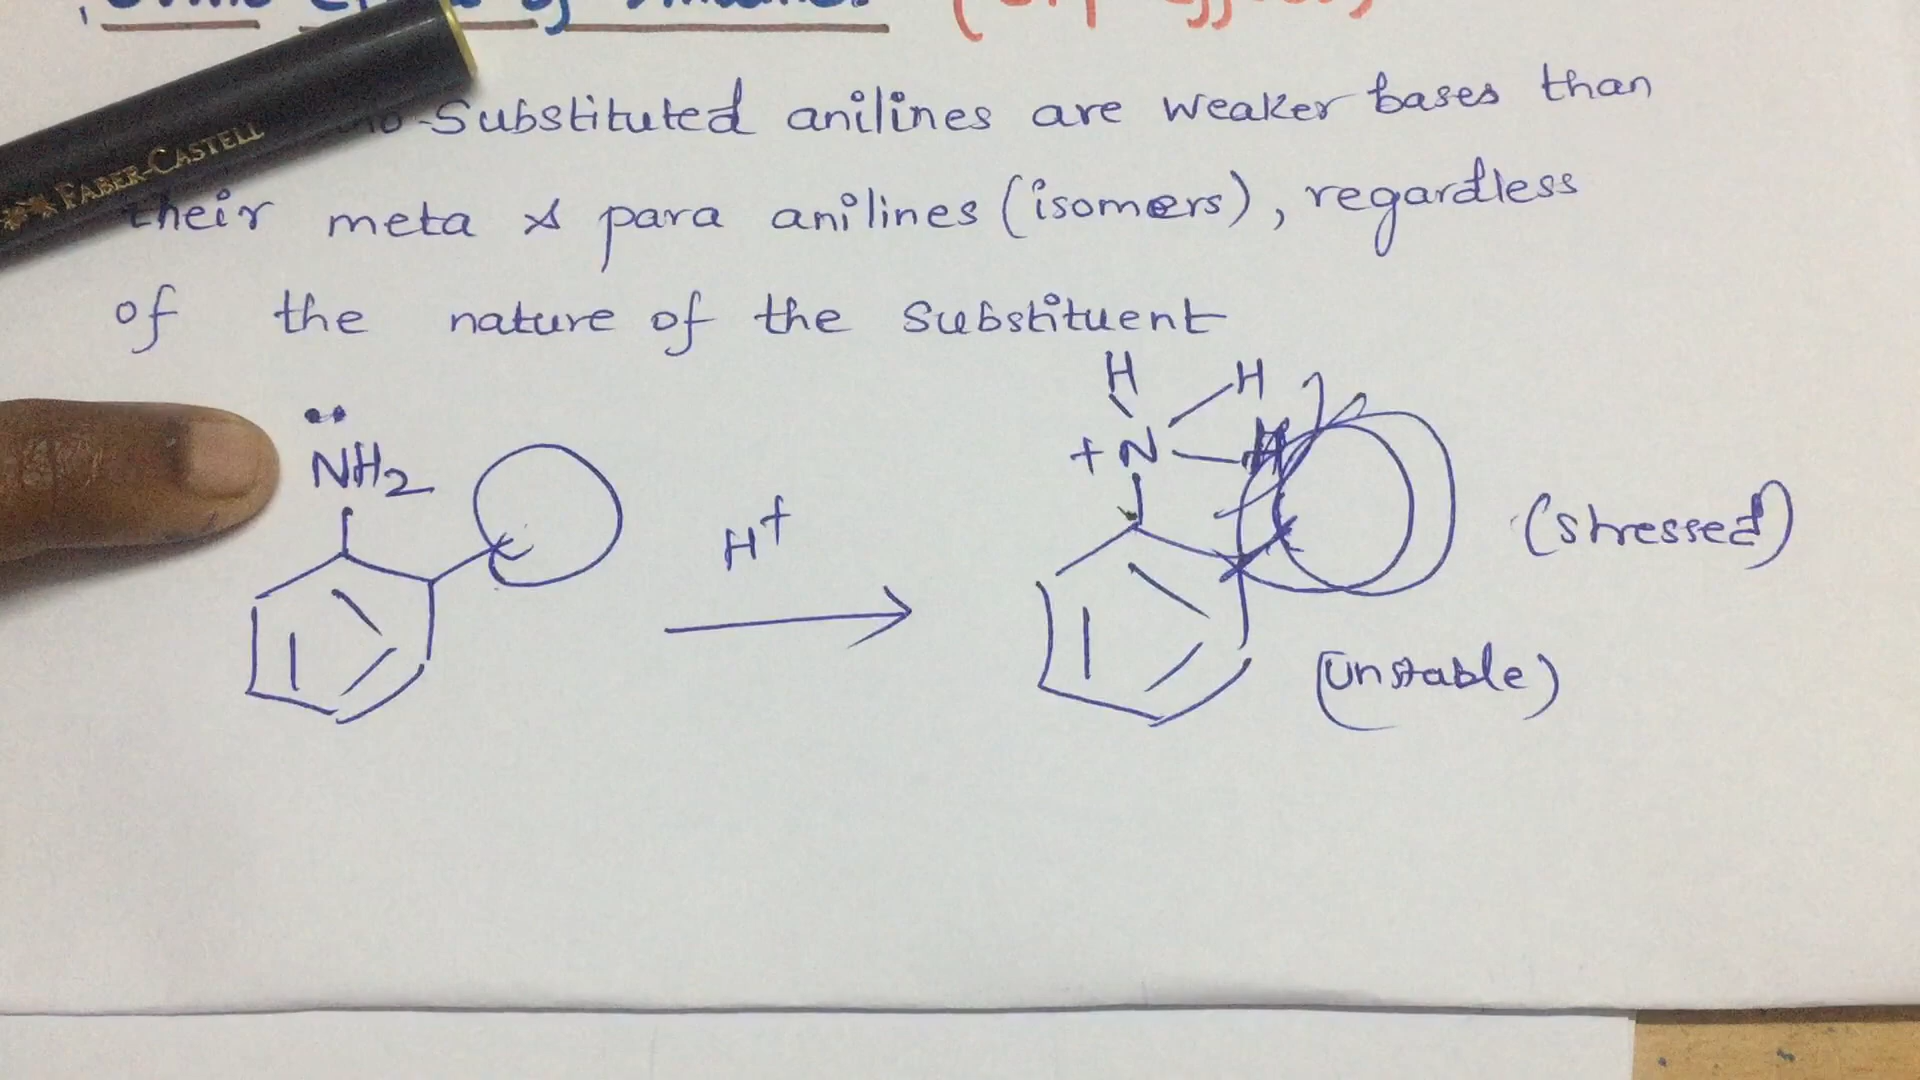 FABER-CASTELL
-Substituted anilines are weaker bases than
their meta & para anilines (isomers), regardless
of the nature of the substituent
NH2
H+
H H
+N H
(stressed)
(unstable)